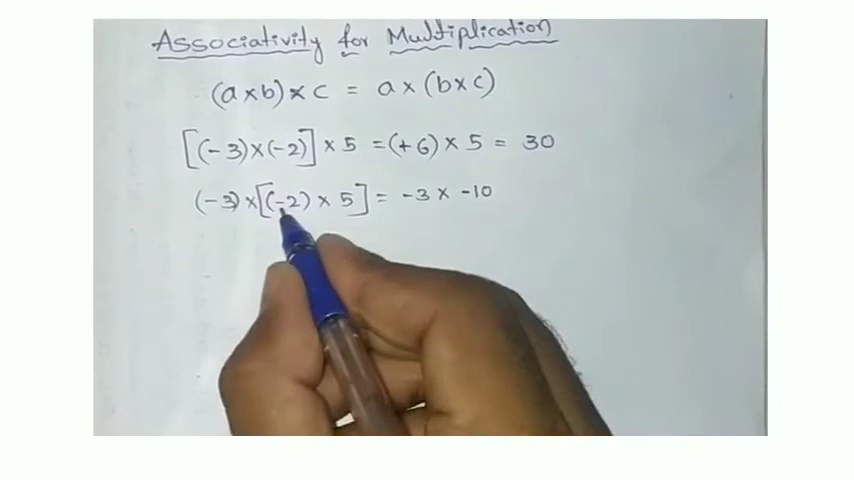 Associativity for Multiplication
(a×b)×c = a×(b×c)
[(-3)×(-2)]×5 =(+6)×5 = 30
(-3)×[(-2)×5] = -3× -10